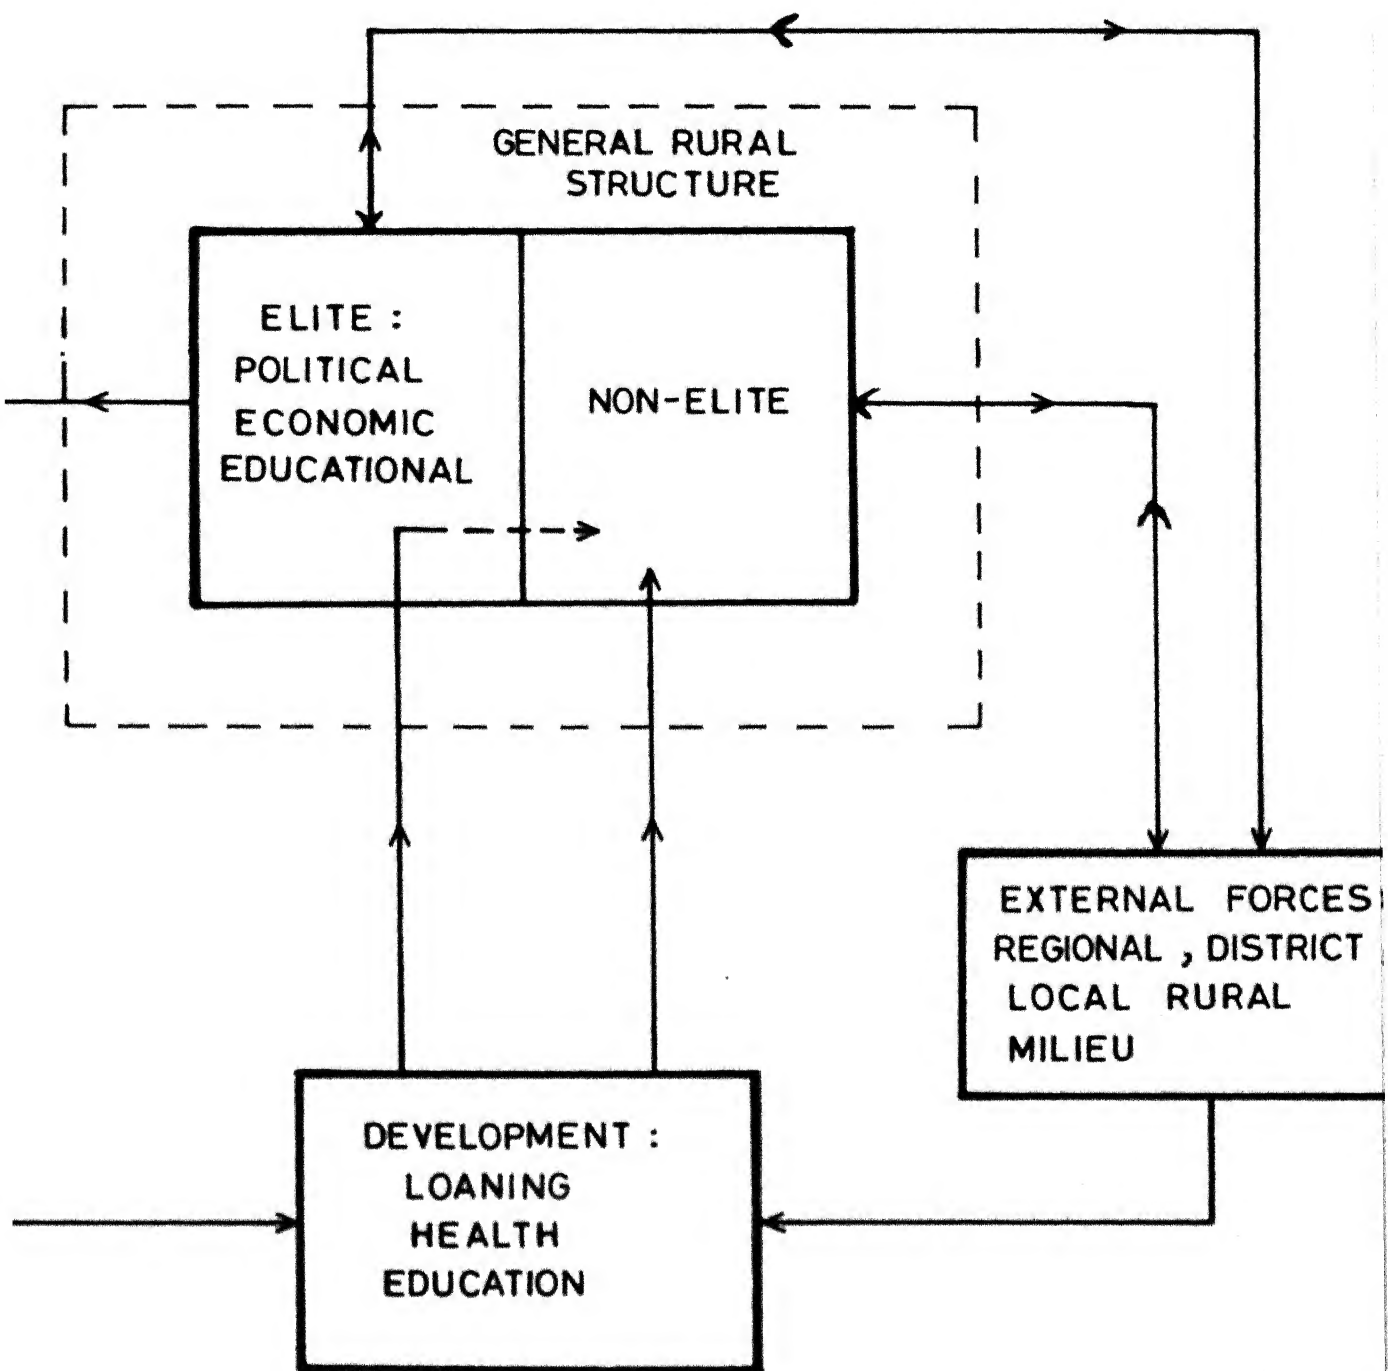 GENERAL RURAL
STRUCTURE
ELITE :
POLITICAL
ECONOMIC
EDUCATIONAL
NON-ELITE
EXTERNAL FORCES
REGIONAL , DISTRICT
LOCAL RURAL
MILIEU
DEVELOPMENT :
LOANING
HEALTH
EDUCATION